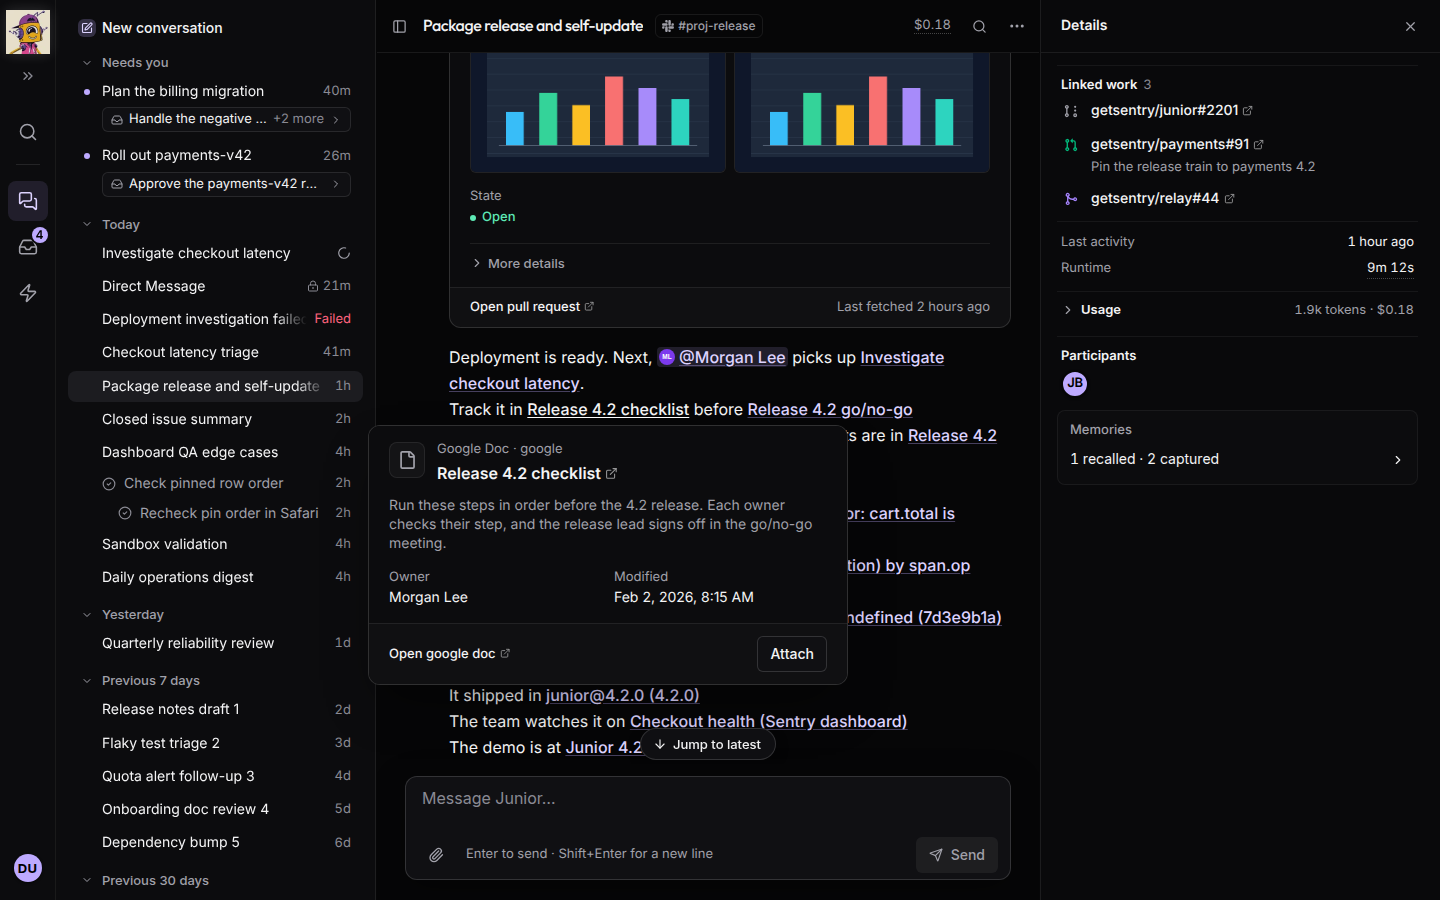 New conversation
Needs you
Plan the billing migration 40m
Handle the negative ... +2 more
Roll out payments-v42 26m
Approve the payments-v42 r...
Today
Investigate checkout latency
Direct Message 21m
Deployment investigation failed Failed
Checkout latency triage 41m
Package release and self-update 1h
Closed issue summary 2h
Dashboard QA edge cases 4h
Check pinned row order 2h
Recheck pin order in Safari 2h
Sandbox validation 4h
Daily operations digest 4h
Yesterday
Quarterly reliability review 1d
Previous 7 days
Release notes draft 1 2d
Flaky test triage 2 3d
Quota alert follow-up 3 4d
Onboarding doc review 4 5d
Dependency bump 5 6d
Previous 30 days
4
DU
Package release and self-update #proj-release $0.18
State
Open
More details
Open pull request Last fetched 2 hours ago
Deployment is ready. Next, ML @Morgan Lee picks up Investigate
checkout latency.
Track it in Release 4.2 checklist before Release 4.2 go/no-go
s are in Release 4.2
or: cart.total is
tion) by span.op
ndefined (7d3e9b1a)
Google Doc · google
Release 4.2 checklist
Run these steps in order before the 4.2 release. Each owner
checks their step, and the release lead signs off in the go/no-go
meeting.
Owner Modified
Morgan Lee Feb 2, 2026, 8:15 AM
Open google doc Attach
It shipped in junior@4.2.0 (4.2.0)
The team watches it on Checkout health (Sentry dashboard)
The demo is at Junior 4.2
Jump to latest
Message Junior...
Enter to send · Shift+Enter for a new line Send
Details
Linked work 3
getsentry/junior#2201
getsentry/payments#91
Pin the release train to payments 4.2
getsentry/relay#44
Last activity 1 hour ago
Runtime 9m 12s
Usage 1.9k tokens · $0.18
Participants
JB
Memories
1 recalled · 2 captured